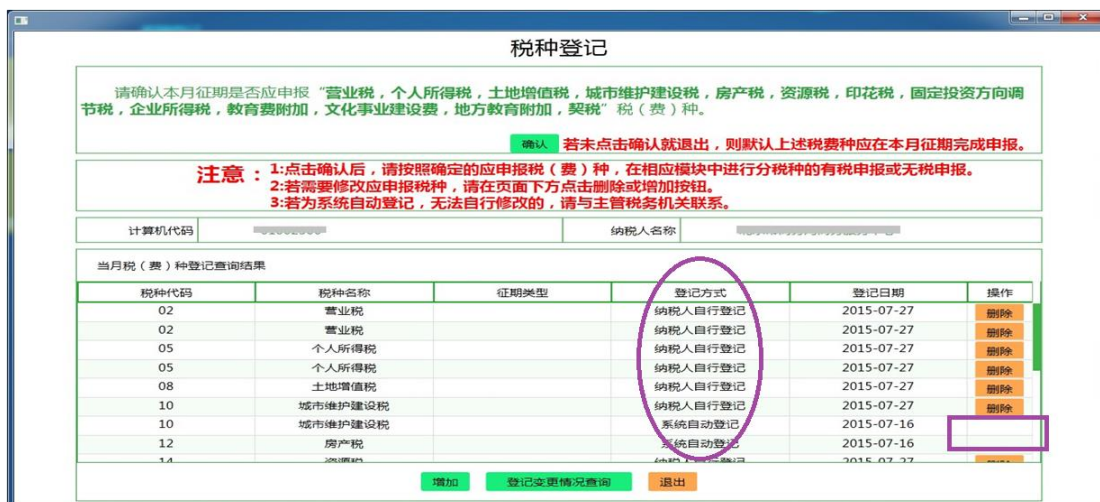 税种登记
请确认本月征期是否应申报“营业税，个人所得税，土地增值税，城市维护建设税，房产税，资源税，印花税，固定投资方向调
节税，企业所得税，教育费附加，文化事业建设费，地方教育附加，契税”税（费）种。
确认 若未点击确认就退出，则默认上述税费种应在本月征期完成申报。
注意：1:点击确认后，请按照确定的应申报税（费）种，在相应模块中进行分税种的有税申报或无税申报。
2:若需要修改应申报税种，请在页面下方点击删除或增加按钮。
3:若为系统自动登记，无法自行修改的，请与主管税务机关联系。
计算机代码 纳税人名称
当月税（费）种登记查询结果
税种代码 税种名称 征期类型 登记方式 登记日期 操作
02 营业税 纳税人自行登记 2015-07-27 删除
02 营业税 纳税人自行登记 2015-07-27 删除
05 个人所得税 纳税人自行登记 2015-07-27 删除
05 个人所得税 纳税人自行登记 2015-07-27 删除
08 土地增值税 纳税人自行登记 2015-07-27 删除
10 城市维护建设税 纳税人自行登记 2015-07-27 删除
10 城市维护建设税 系统自动登记 2015-07-16
12 房产税 系统自动登记 2015-07-16
14 资源税 纳税人自行登记 2015-07-27
增加 登记变更情况查询 退出